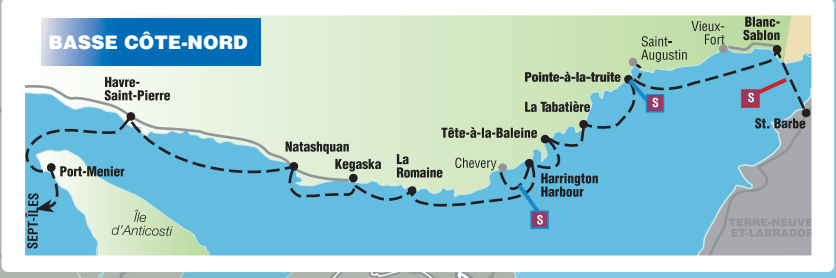 BASSE CÔTE-NORD
Vieux-
Fort
Blanc-
Sablon
Saint-
Augustin
Pointe-à-la-truite
Havre-
Saint-Pierre
S
S
La Tabatière
St. Barbe
Tête-à-la-Baleine
Natashquan
Kegaska
La
Romaine
Chevery
Port-Menier
Harrington
Harbour
SEPT-ÎLES
Île
d'Anticosti
S
TERRE-NEUVE
ET-LABRADOR